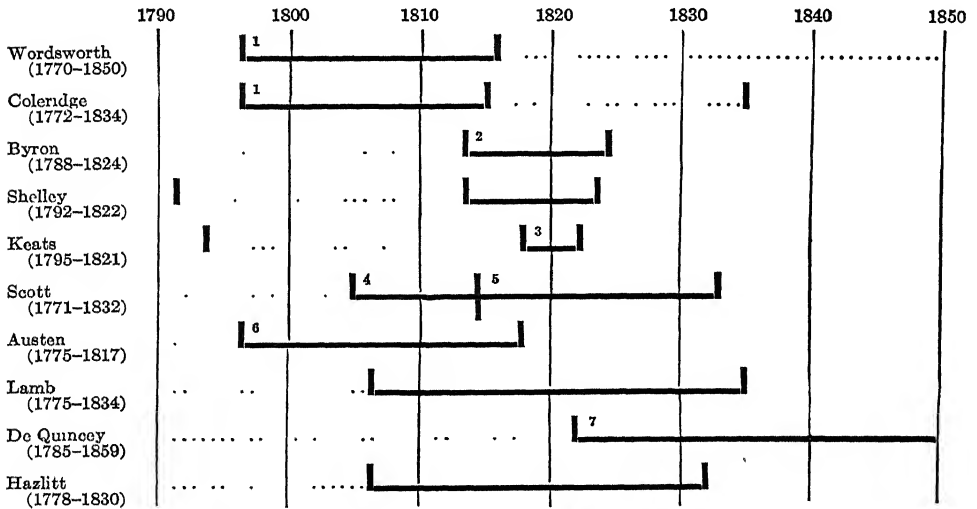 1790 1800 1810 1820 1830 1840 1850
Wordsworth 1
(1770–1850)
Coleridge 1
(1772–1834)
Byron 2
(1788–1824)
Shelley
(1792–1822)
Keats 3
(1795–1821)
Scott 4 5
(1771–1832)
Austen 6
(1775–1817)
Lamb
(1775–1834)
De Quincey 7
(1785–1859)
Hazlitt
(1778–1830)